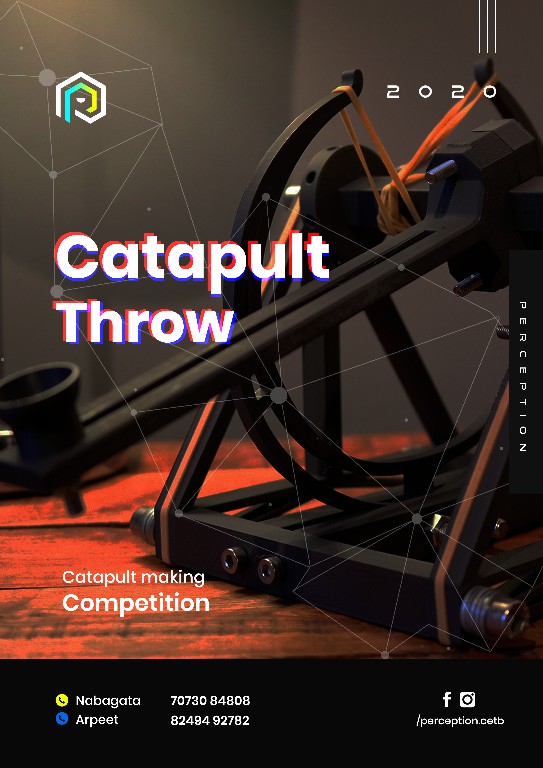 2020
Catapult
Throw
PERCEPTION
Catapult making
Competition
Nabagata 70730 84808
Arpeet 82494 92782
/perception.cetb